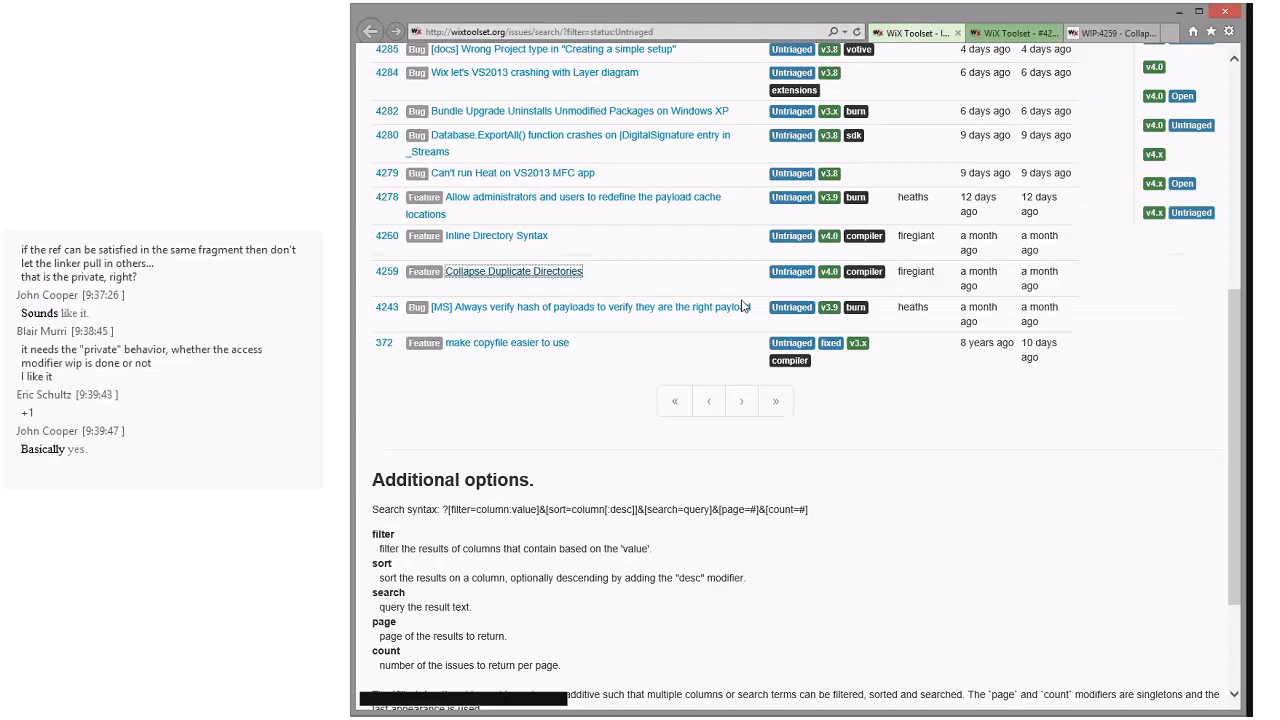 if the ref can be satisfied in the same fragment then don't
let the linker pull in others...
that is the private, right?
John Cooper [9:37:26 ]
Sounds like it.
Blair Murri [9:38:45 ]
it needs the "private" behavior, whether the access
modifier wip is done or not
I like it
Eric Schultz [9:39:43 ]
+1
John Cooper [9:39:47 ]
Basically yes.
http://wixtoolset.org/issues/search/?filter=status:Untriaged
WiX Toolset - I... WiX Toolset - #42... WIP:4259 - Collap...
4285 Bug [docs] Wrong Project type in "Creating a simple setup" Untriaged v3.8 votive 4 days ago 4 days ago
4284 Bug Wix let's VS2013 crashing with Layer diagram Untriaged v3.8 6 days ago 6 days ago
extensions
4282 Bug Bundle Upgrade Uninstalls Unmodified Packages on Windows XP Untriaged v3.x burn 6 days ago 6 days ago
4280 Bug Database.ExportAll() function crashes on |DigitalSignature entry in Untriaged v3.8 sdk 9 days ago 9 days ago
_Streams
4279 Bug Can't run Heat on VS2013 MFC app Untriaged v3.8 9 days ago 9 days ago
4278 Feature Allow administrators and users to redefine the payload cache Untriaged v3.9 burn heaths 12 days 12 days
locations ago ago
4260 Feature Inline Directory Syntax Untriaged v4.0 compiler firegiant a month a month
ago ago
4259 Feature Collapse Duplicate Directories Untriaged v4.0 compiler firegiant a month a month
ago ago
4243 Bug [MS] Always verify hash of payloads to verify they are the right payload Untriaged v3.9 burn heaths a month a month
ago ago
372 Feature make copyfile easier to use Untriaged fixed v3.x 8 years ago 10 days
compiler ago
v4.0
v4.0 Open
v4.0 Untriaged
v4.x
v4.x Open
v4.x Untriaged
« ‹ › »
Additional options.
Search syntax: ?[filter=column:value]&[sort=column[:desc]]&[search=query]&[page=#]&[count=#]
filter
filter the results of columns that contain based on the 'value'.
sort
sort the results on a column, optionally descending by adding the "desc" modifier.
search
query the result text.
page
page of the results to return.
count
number of the issues to return per page.
additive such that multiple columns or search terms can be filtered, sorted and searched. The `page` and `count` modifiers are singletons and the
last appearance is used.